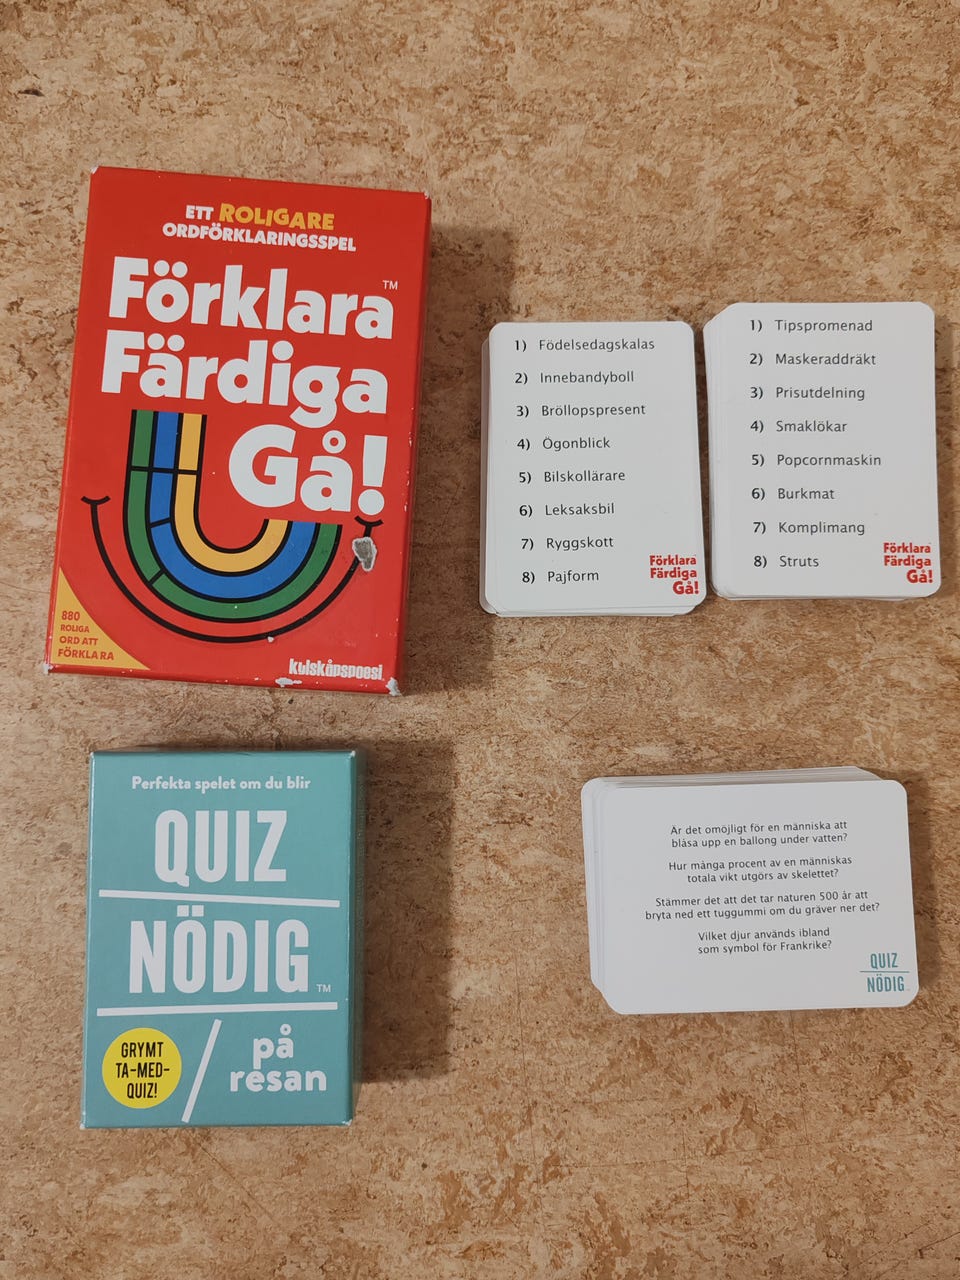 ETT ROLIGARE
ORDFÖRKLARINGSSPEL
Förklara™
Färdiga
Gå!
880
ROLIGA
ORD ATT
FÖRKLARA
kylskåpspoesi
1) Födelsedagskalas
2) Innebandyboll
3) Bröllopspresent
4) Ögonblick
5) Bilskollärare
6) Leksaksbil
7) Ryggskott
8) Pajform
Förklara
Färdiga
Gå!
1) Tipspromenad
2) Maskeraddräkt
3) Prisutdelning
4) Smaklökar
5) Popcornmaskin
6) Burkmat
7) Komplimang
8) Struts
Förklara
Färdiga
Gå!
Perfekta spelet om du blir
QUIZ
NÖDIG™
på
resan
GRYMT
TA-MED-
QUIZ!
Är det omöjligt för en människa att
blåsa upp en ballong under vatten?
Hur många procent av en människas
totala vikt utgörs av skelettet?
Stämmer det att det tar naturen 500 år att
bryta ned ett tuggummi om du gräver ner det?
Vilket djur används ibland
som symbol för Frankrike?
QUIZ
NÖDIG